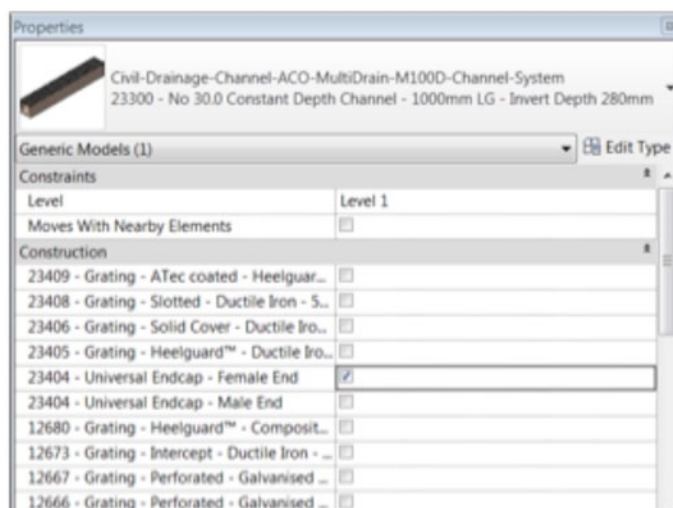 Properties
Civil-Drainage-Channel-ACO-MultiDrain-M100D-Channel-System
23300 - No 30.0 Constant Depth Channel - 1000mm LG - Invert Depth 280mm
Generic Models (1)
Edit Type
Constraints
Level Level 1
Moves With Nearby Elements
Construction
23409 - Grating - ATec coated - Heelguar...
23408 - Grating - Slotted - Ductile Iron - 5...
23406 - Grating - Solid Cover - Ductile Iro...
23405 - Grating - Heelguard™ - Ductile Iro...
23404 - Universal Endcap - Female End
23404 - Universal Endcap - Male End
12680 - Grating - Heelguard™ - Composit...
12673 - Grating - Intercept - Ductile Iron - ...
12667 - Grating - Perforated - Galvanised ...
12666 - Grating - Perforated - Galvanised ...